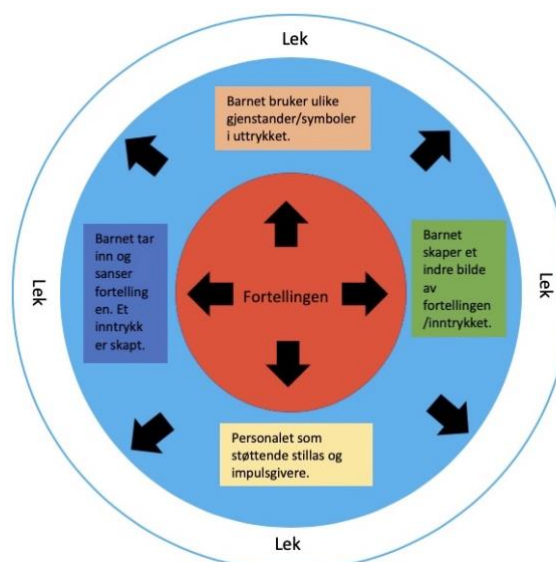 Lek
Barnet bruker ulike
gjenstander/symboler
i uttrykket.
Barnet tar
inn og
sanser
fortelling
en. Et
inntrykk
er skapt.
Lek
Fortellingen
Barnet
skaper et
indre bilde
av
fortellingen
/inntrykket.
Lek
Personalet som
støttende stillas og
impulsgivere.
Lek